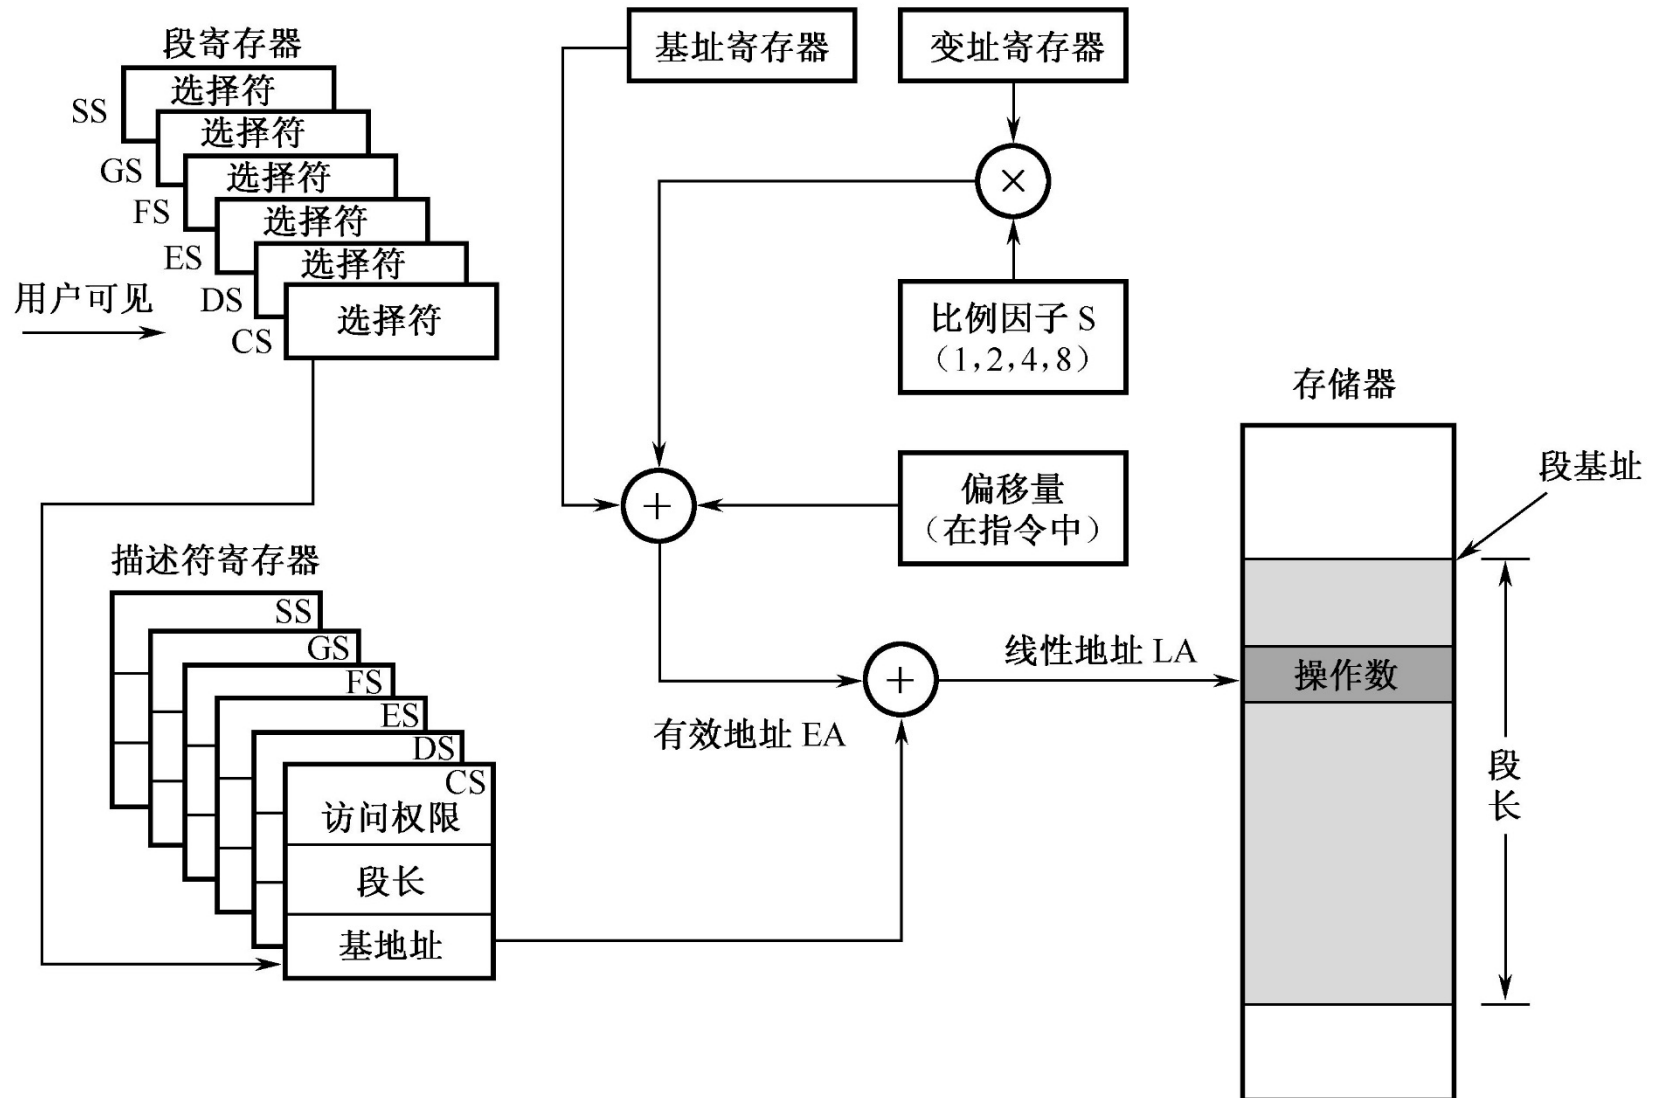 段寄存器
选择符
SS
选择符
GS
选择符
FS
选择符
ES
选择符
DS
选择符
CS
用户可见
基址寄存器
变址寄存器
×
比例因子 S
(1,2,4,8)
+
偏移量
(在指令中)
描述符寄存器
SS
GS
FS
ES
DS
CS
访问权限
段长
基地址
有效地址 EA
+
线性地址 LA
存储器
段基址
操作数
段
长